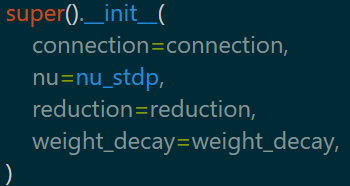 super().__init__(
connection=connection,
nu=nu_stdp,
reduction=reduction,
weight_decay=weight_decay,
)